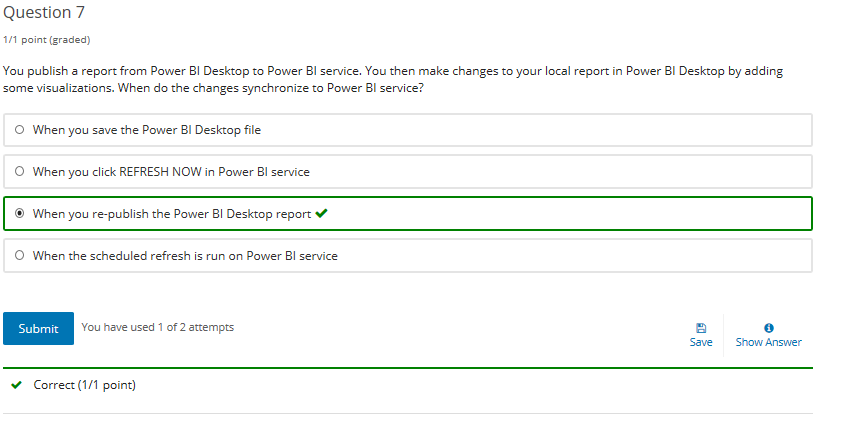 Question 7
1/1 point (graded)
You publish a report from Power BI Desktop to Power BI service. You then make changes to your local report in Power BI Desktop by adding
some visualizations. When do the changes synchronize to Power BI service?
When you save the Power BI Desktop file
When you click REFRESH NOW in Power BI service
When you re-publish the Power BI Desktop report
When the scheduled refresh is run on Power BI service
Submit You have used 1 of 2 attempts
Save Show Answer
Correct (1/1 point)